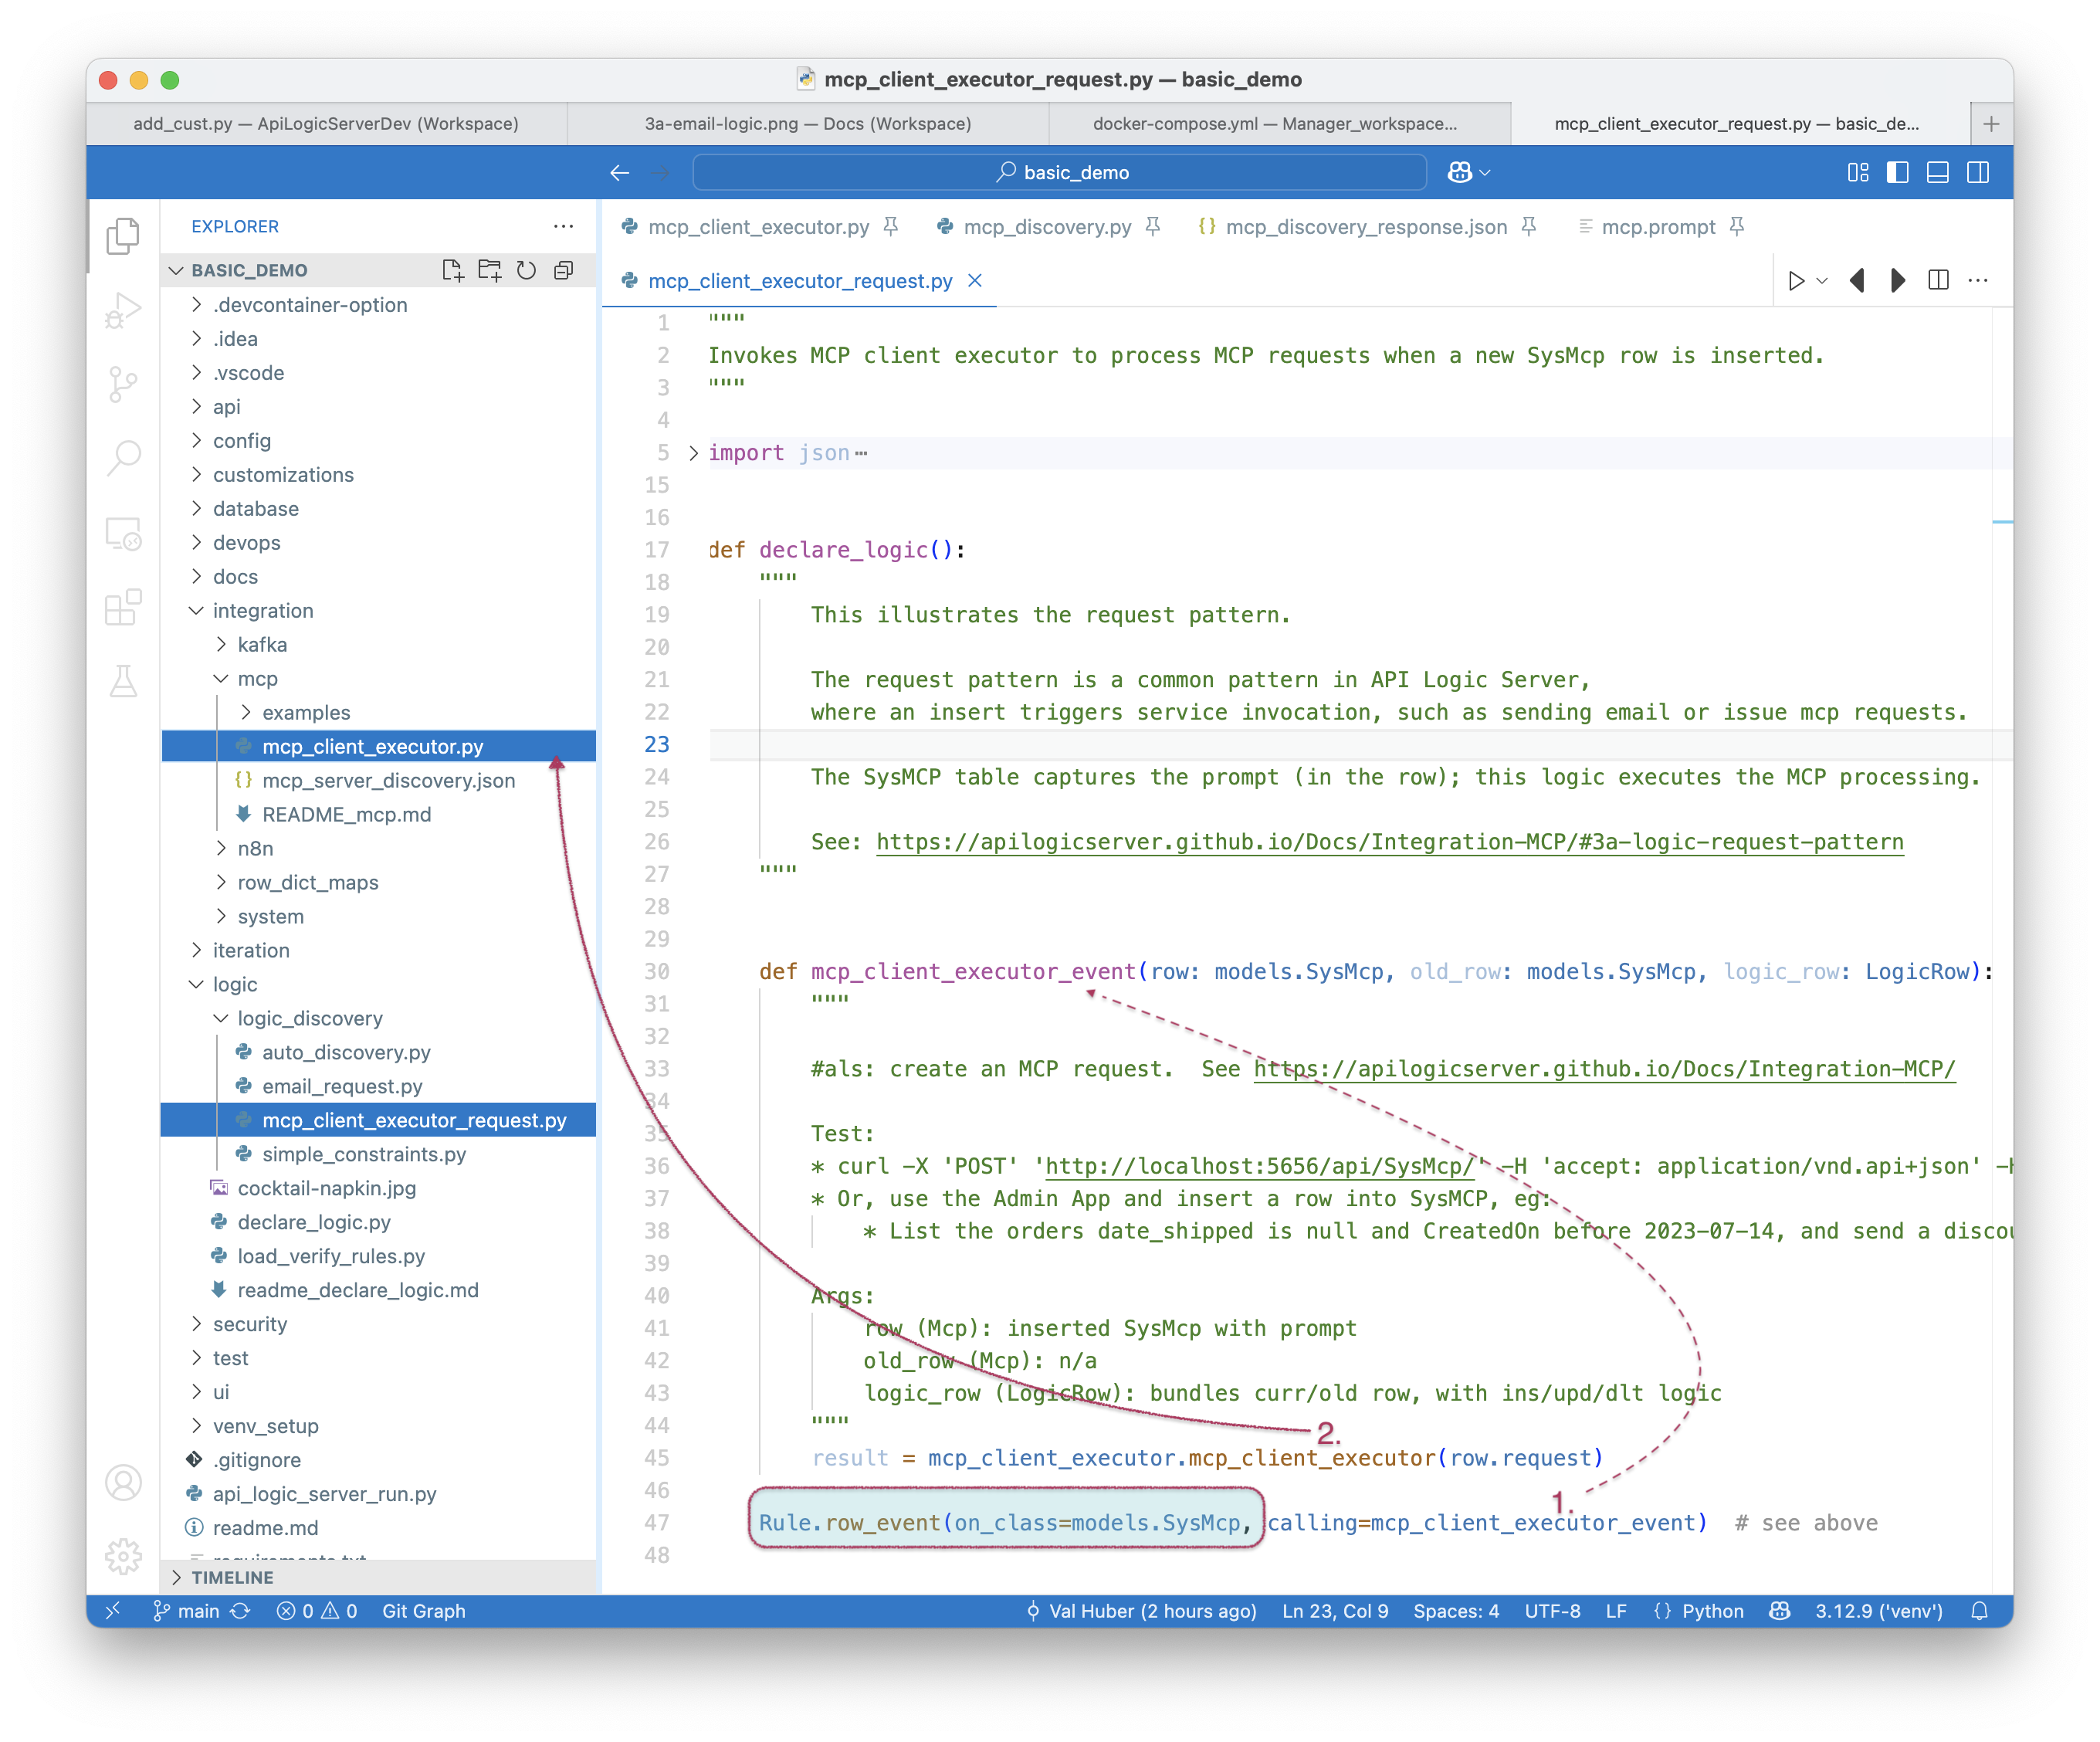 mcp_client_executor_request.py — basic_demo
add_cust.py — ApiLogicServerDev (Workspace)
3a-email-logic.png — Docs (Workspace)
docker-compose.yml — Manager_workspace...
mcp_client_executor_request.py — basic_de...
basic_demo
EXPLORER
BASIC_DEMO
.devcontainer-option
.idea
.vscode
api
config
customizations
database
devops
docs
integration
kafka
mcp
examples
mcp_client_executor.py
mcp_server_discovery.json
README_mcp.md
n8n
row_dict_maps
system
iteration
logic
logic_discovery
auto_discovery.py
email_request.py
mcp_client_executor_request.py
simple_constraints.py
cocktail-napkin.jpg
declare_logic.py
load_verify_rules.py
readme_declare_logic.md
security
test
ui
venv_setup
.gitignore
api_logic_server_run.py
readme.md
requirements.txt
TIMELINE
mcp_client_executor.py
mcp_discovery.py
{} mcp_discovery_response.json
mcp.prompt
mcp_client_executor_request.py
1 """
2 Invokes MCP client executor to process MCP requests when a new SysMcp row is inserted.
3 """
4
5 import json ...
15
16
17 def declare_logic():
18 """
19 This illustrates the request pattern.
20
21 The request pattern is a common pattern in API Logic Server,
22 where an insert triggers service invocation, such as sending email or issue mcp requests.
23
24 The SysMCP table captures the prompt (in the row); this logic executes the MCP processing.
25
26 See: https://apilogicserver.github.io/Docs/Integration-MCP/#3a-logic-request-pattern
27 """
28
29
30 def mcp_client_executor_event(row: models.SysMcp, old_row: models.SysMcp, logic_row: LogicRow):
31 """
32
33 #als: create an MCP request.  See https://apilogicserver.github.io/Docs/Integration-MCP/
34
35 Test:
36 * curl -X 'POST' 'http://localhost:5656/api/SysMcp/' -H 'accept: application/vnd.api+json' -H
37 * Or, use the Admin App and insert a row into SysMCP, eg:
38 * List the orders date_shipped is null and CreatedOn before 2023-07-14, and send a discou
39
40 Args:
41 row (Mcp): inserted SysMcp with prompt
42 old_row (Mcp): n/a
43 logic_row (LogicRow): bundles curr/old row, with ins/upd/dlt logic
44 """
2.
45 result = mcp_client_executor.mcp_client_executor(row.request)
46
1.
47 Rule.row_event(on_class=models.SysMcp, calling=mcp_client_executor_event)  # see above
48
main
0 0
Git Graph
Val Huber (2 hours ago)
Ln 23, Col 9
Spaces: 4
UTF-8
LF
{} Python
3.12.9 ('venv')